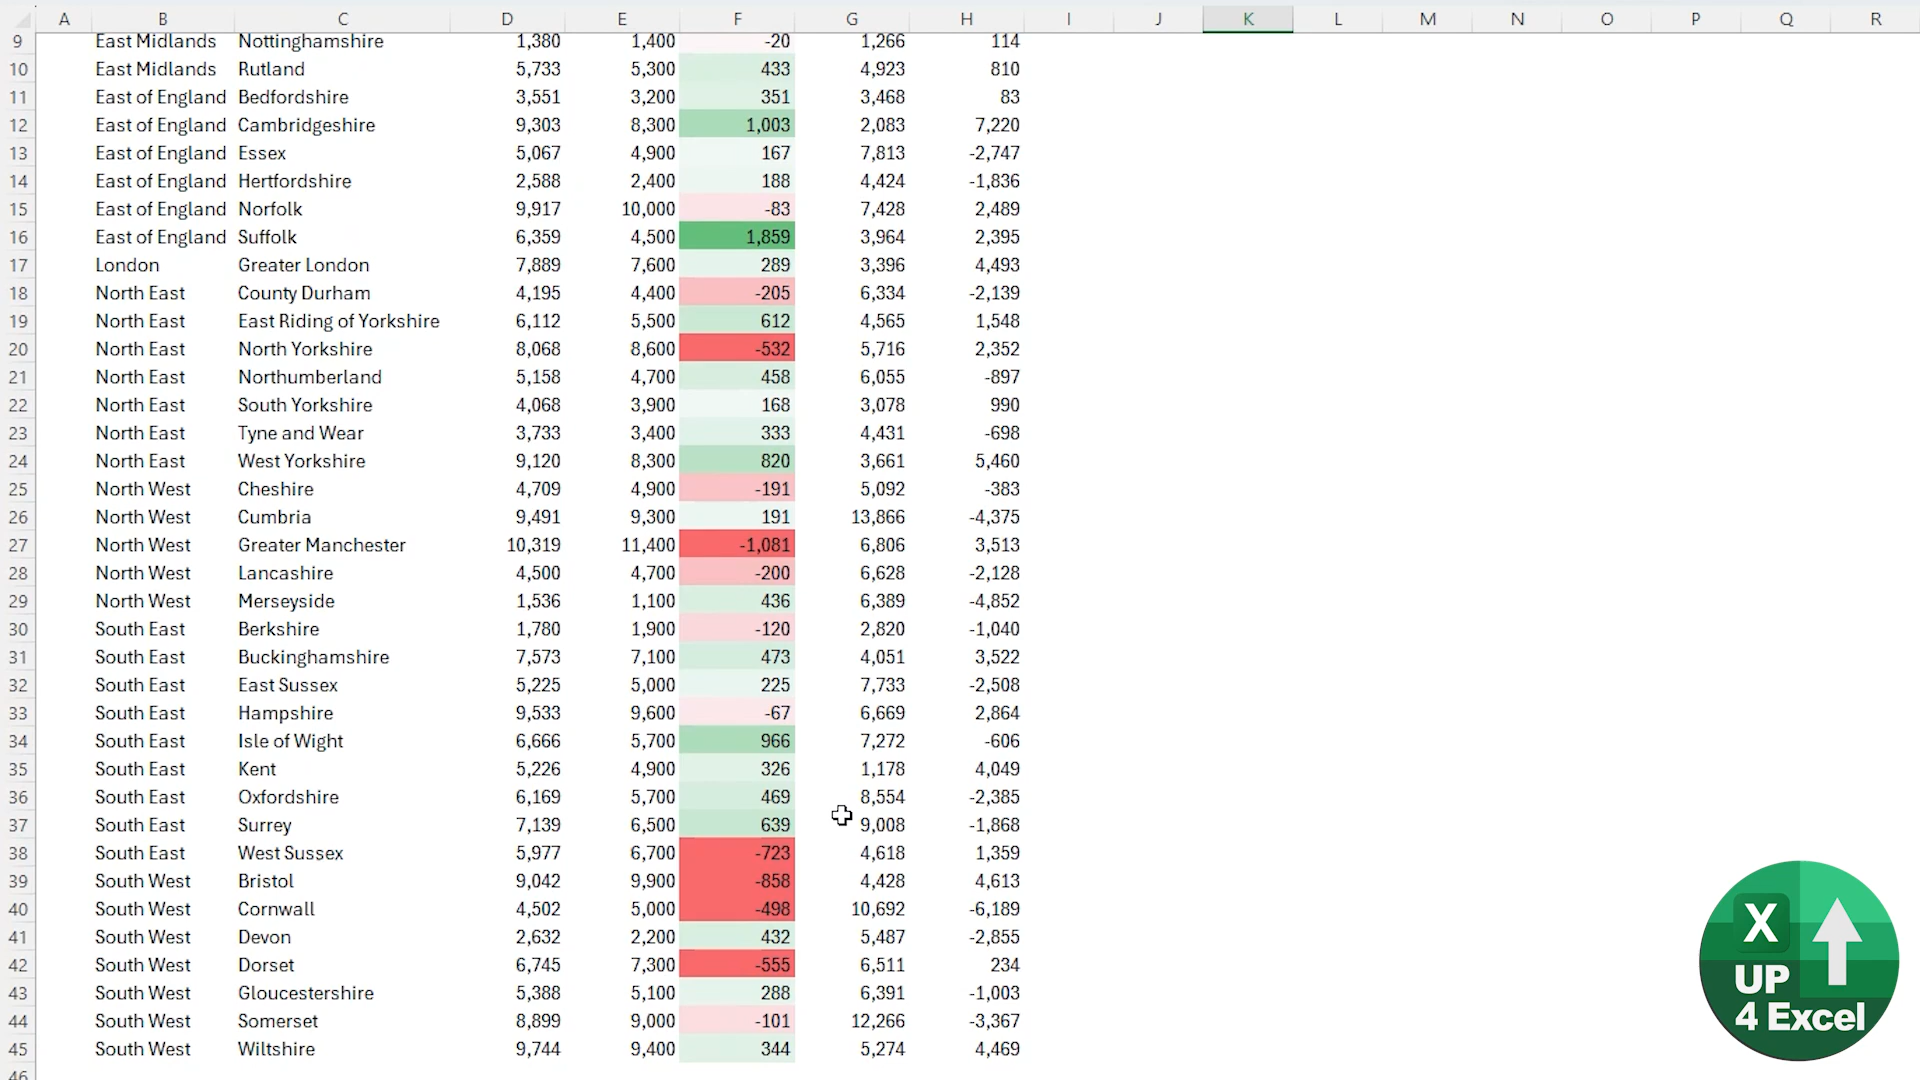 A B C D E F G H I J K L M N O P Q R
9 East Midlands Nottinghamshire 1,380 1,400 -20 1,266 114
10 East Midlands Rutland 5,733 5,300 433 4,923 810
11 East of England Bedfordshire 3,551 3,200 351 3,468 83
12 East of England Cambridgeshire 9,303 8,300 1,003 2,083 7,220
13 East of England Essex 5,067 4,900 167 7,813 -2,747
14 East of England Hertfordshire 2,588 2,400 188 4,424 -1,836
15 East of England Norfolk 9,917 10,000 -83 7,428 2,489
16 East of England Suffolk 6,359 4,500 1,859 3,964 2,395
17 London Greater London 7,889 7,600 289 3,396 4,493
18 North East County Durham 4,195 4,400 -205 6,334 -2,139
19 North East East Riding of Yorkshire 6,112 5,500 612 4,565 1,548
20 North East North Yorkshire 8,068 8,600 -532 5,716 2,352
21 North East Northumberland 5,158 4,700 458 6,055 -897
22 North East South Yorkshire 4,068 3,900 168 3,078 990
23 North East Tyne and Wear 3,733 3,400 333 4,431 -698
24 North East West Yorkshire 9,120 8,300 820 3,661 5,460
25 North West Cheshire 4,709 4,900 -191 5,092 -383
26 North West Cumbria 9,491 9,300 191 13,866 -4,375
27 North West Greater Manchester 10,319 11,400 -1,081 6,806 3,513
28 North West Lancashire 4,500 4,700 -200 6,628 -2,128
29 North West Merseyside 1,536 1,100 436 6,389 -4,852
30 South East Berkshire 1,780 1,900 -120 2,820 -1,040
31 South East Buckinghamshire 7,573 7,100 473 4,051 3,522
32 South East East Sussex 5,225 5,000 225 7,733 -2,508
33 South East Hampshire 9,533 9,600 -67 6,669 2,864
34 South East Isle of Wight 6,666 5,700 966 7,272 -606
35 South East Kent 5,226 4,900 326 1,178 4,049
36 South East Oxfordshire 6,169 5,700 469 8,554 -2,385
37 South East Surrey 7,139 6,500 639 9,008 -1,868
38 South East West Sussex 5,977 6,700 -723 4,618 1,359
39 South West Bristol 9,042 9,900 -858 4,428 4,613
40 South West Cornwall 4,502 5,000 -498 10,692 -6,189
41 South West Devon 2,632 2,200 432 5,487 -2,855
42 South West Dorset 6,745 7,300 -555 6,511 234
43 South West Gloucestershire 5,388 5,100 288 6,391 -1,003
44 South West Somerset 8,899 9,000 -101 12,266 -3,367
45 South West Wiltshire 9,744 9,400 344 5,274 4,469
46
X
UP
4 Excel